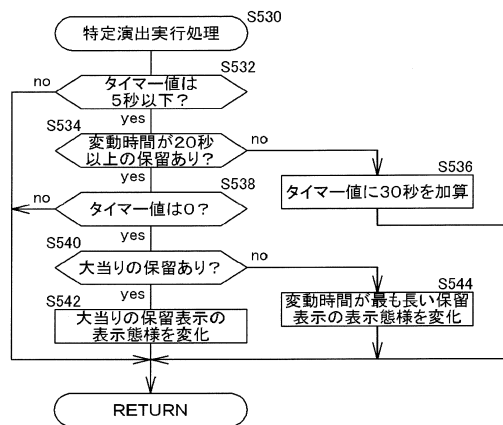 特定演出実行処理
S530
S532
no
タイマー値は
5秒以下？
yes
S534
変動時間が20秒
以上の保留あり？
no
S536
タイマー値に30秒を加算
yes
S538
no
タイマー値は0？
yes
S540
大当りの保留あり？
no
S544
変動時間が最も長い保留
表示の表示態様を変化
yes
S542
大当りの保留表示の
表示態様を変化
RETURN